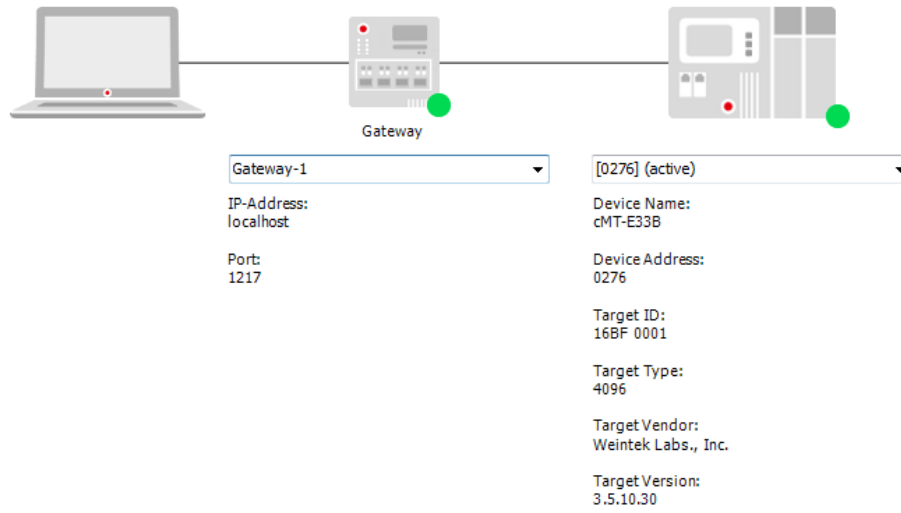 Gateway
Gateway-1
IP-Address:
localhost
Port:
1217
[0276] (active)
Device Name:
cMT-E33B
Device Address:
0276
Target ID:
16BF 0001
Target Type:
4096
Target Vendor:
Weintek Labs., Inc.
Target Version:
3.5.10.30